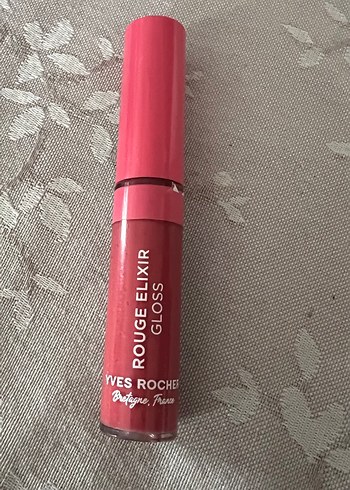 ROUGE ELIXIR
GLOSS
YVES ROCHER
Bretagne, France